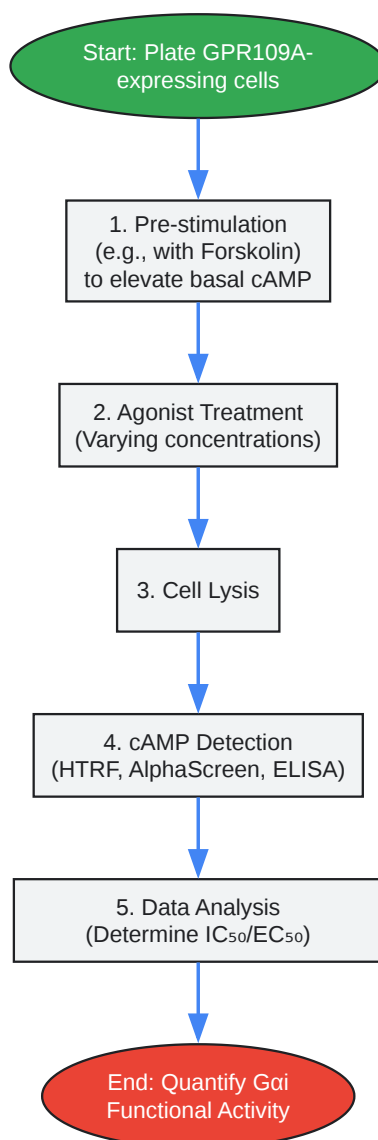 Start: Plate GPR109A-
expressing cells
1. Pre-stimulation
(e.g., with Forskolin)
to elevate basal cAMP
2. Agonist Treatment
(Varying concentrations)
3. Cell Lysis
4. cAMP Detection
(HTRF, AlphaScreen, ELISA)
5. Data Analysis
(Determine IC₅₀/EC₅₀)
End: Quantify Gαi
Functional Activity